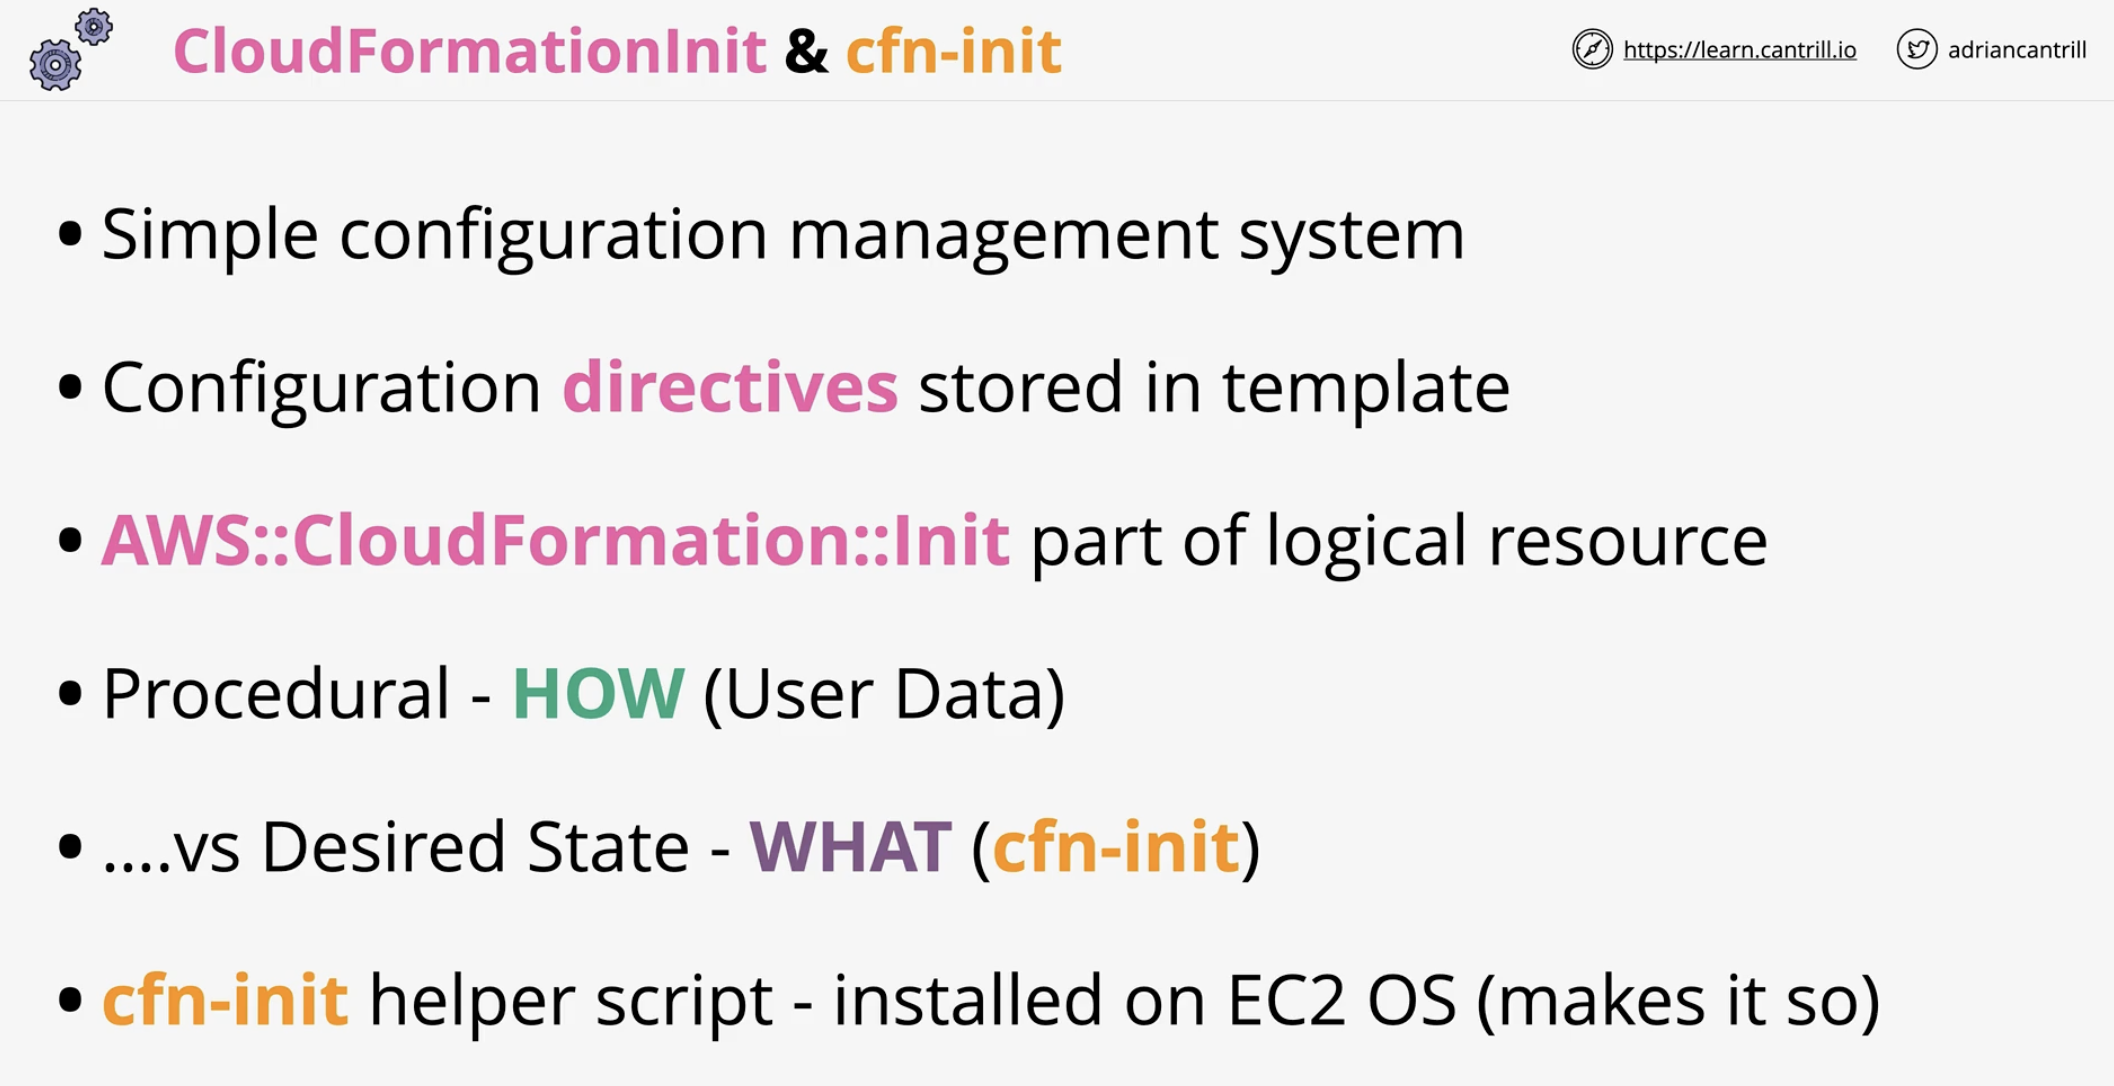 CloudFormationInit & cfn-init
https://learn.cantrill.io
adriancantrill
• Simple configuration management system
• Configuration directives stored in template
• AWS::CloudFormation::Init part of logical resource
• Procedural - HOW (User Data)
• ....vs Desired State - WHAT (cfn-init)
• cfn-init helper script - installed on EC2 OS (makes it so)